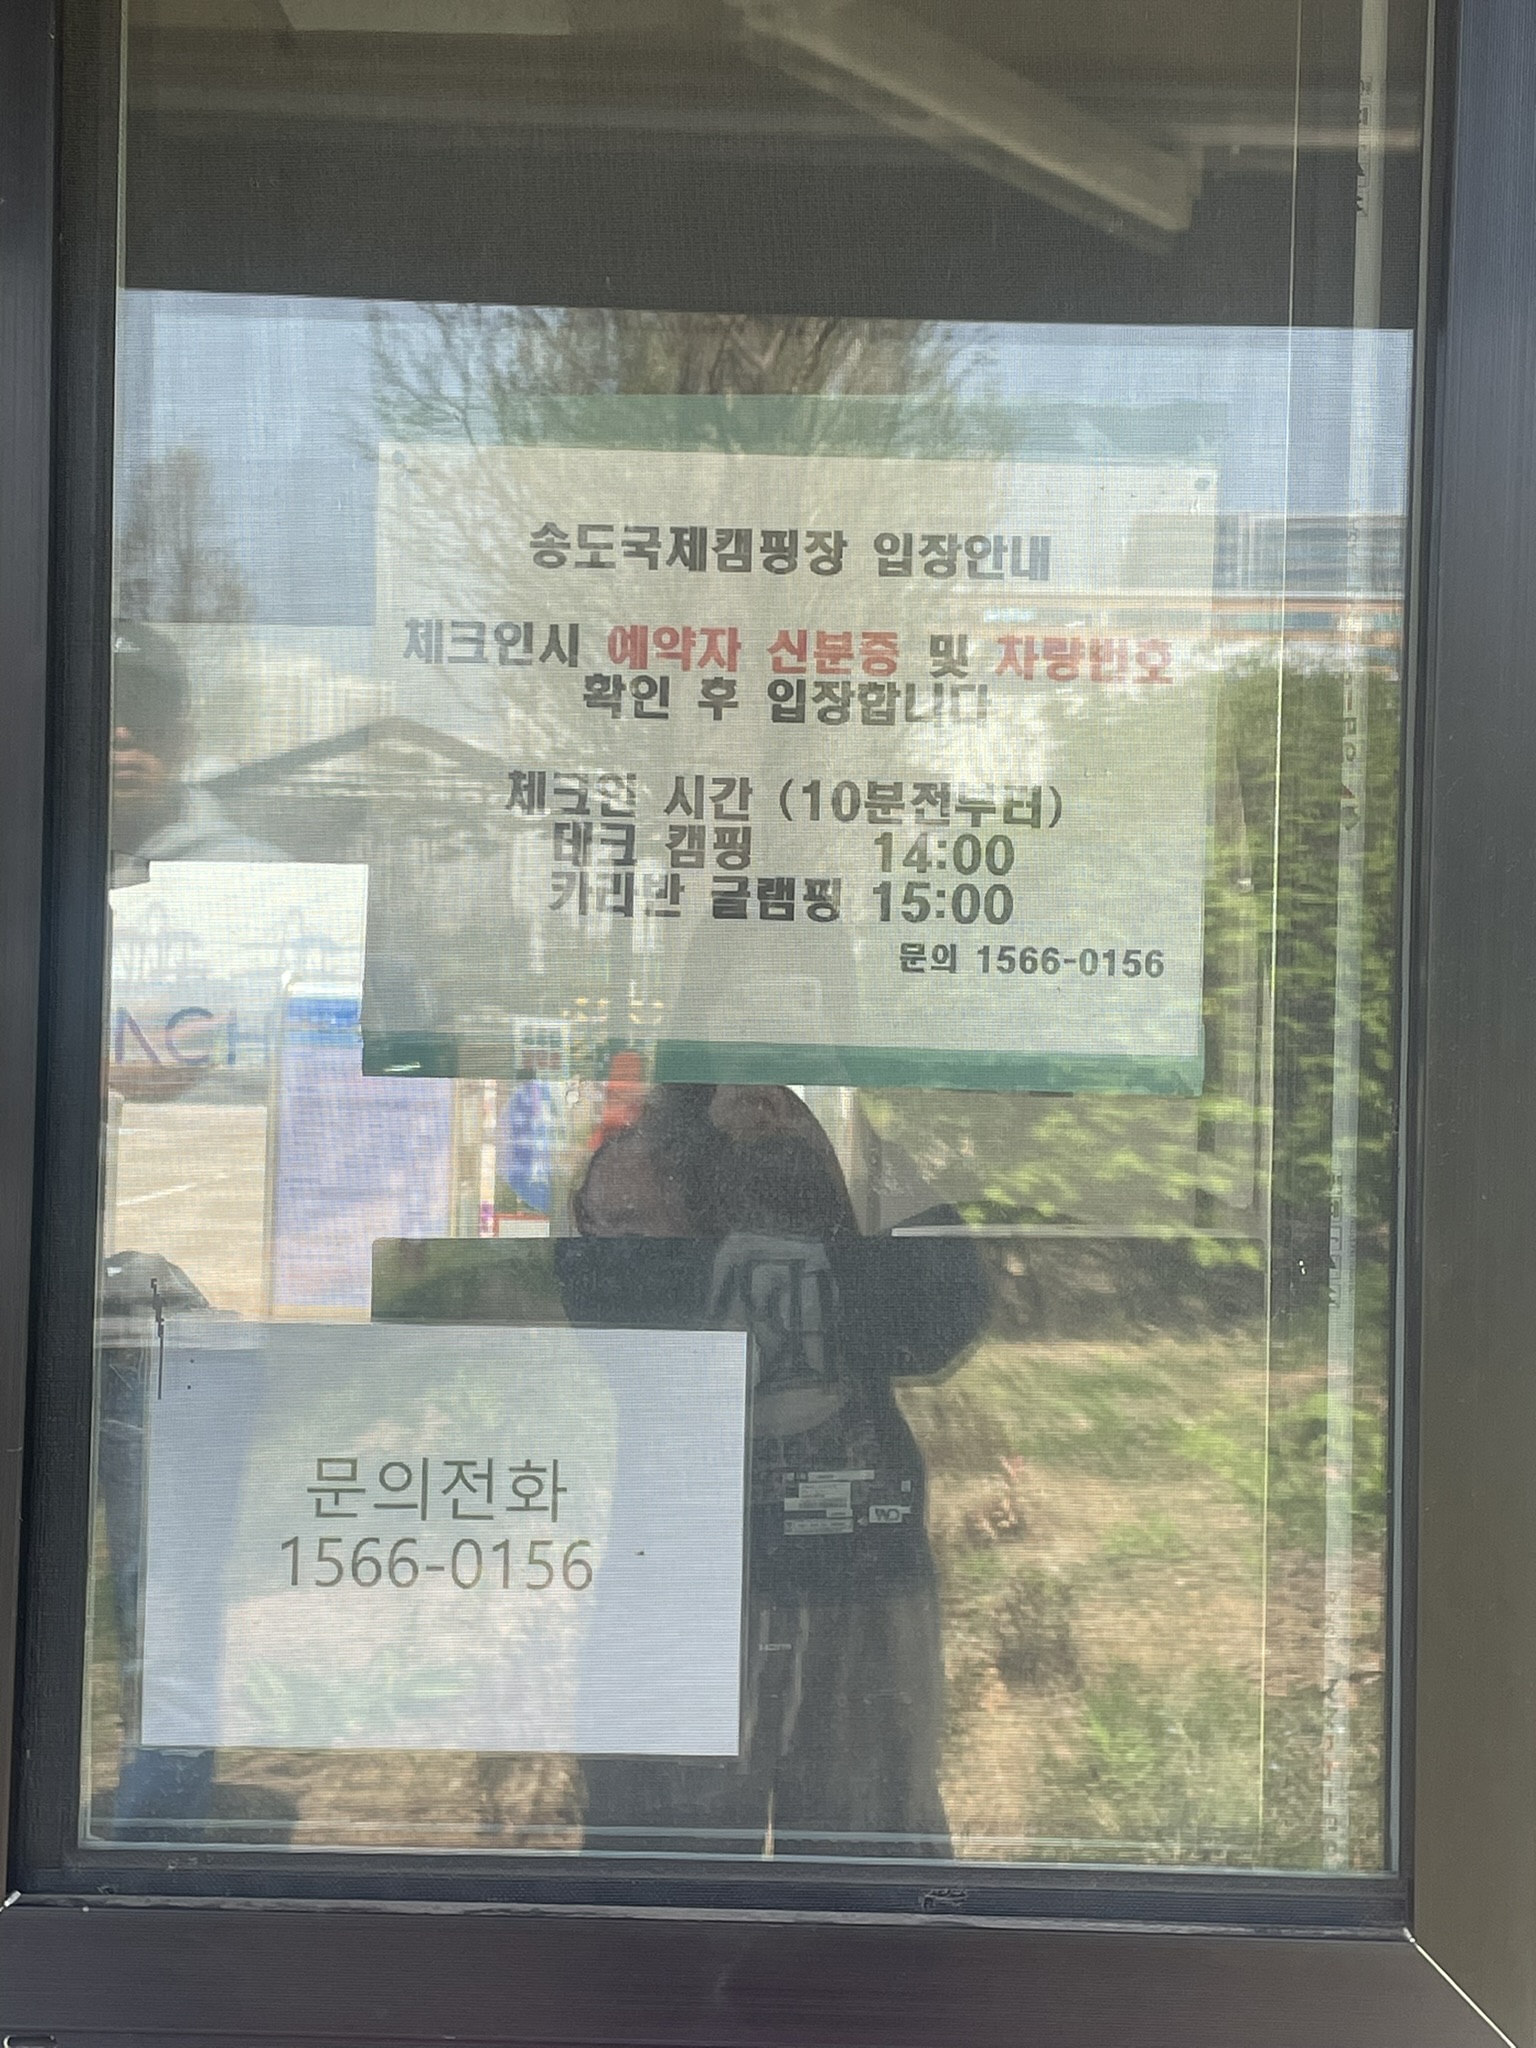 송도국제캠핑장 입장안내
체크인시 예약자 신분증 및 차량번호
확인 후 입장합니다
체크인 시간 (10분전부터)
데크 캠핑 14:00
카라반 글램핑 15:00
문의 1566-0156
문의전화
1566-0156